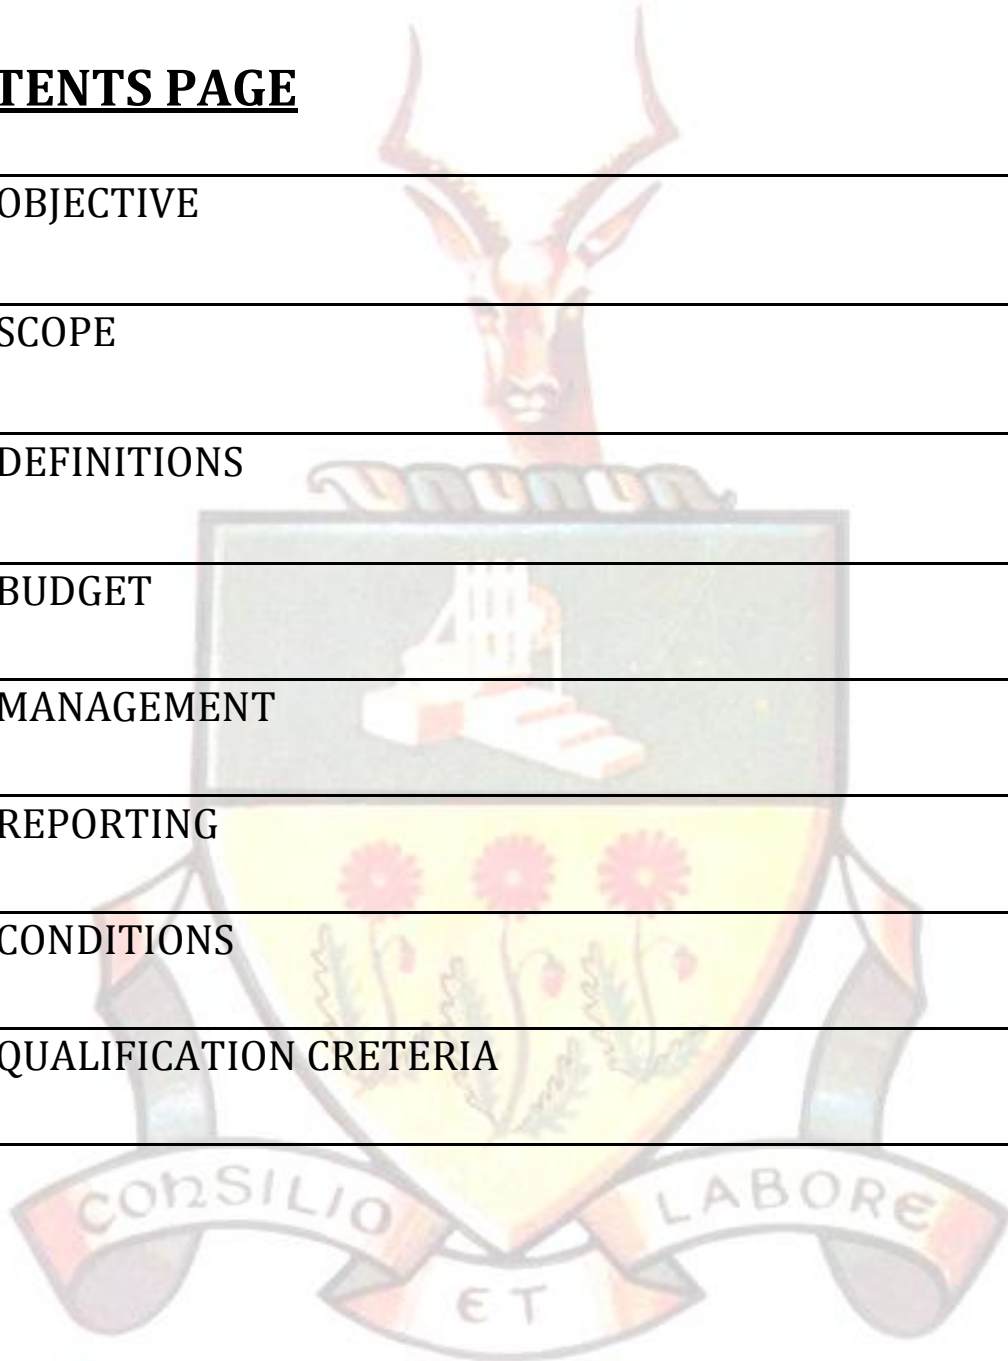 TENTS PAGE
OBJECTIVE
SCOPE
DEFINITIONS
BUDGET
MANAGEMENT
REPORTING
CONDITIONS
QUALIFICATION CRETERIA
CONSILIO
LABORE
ET